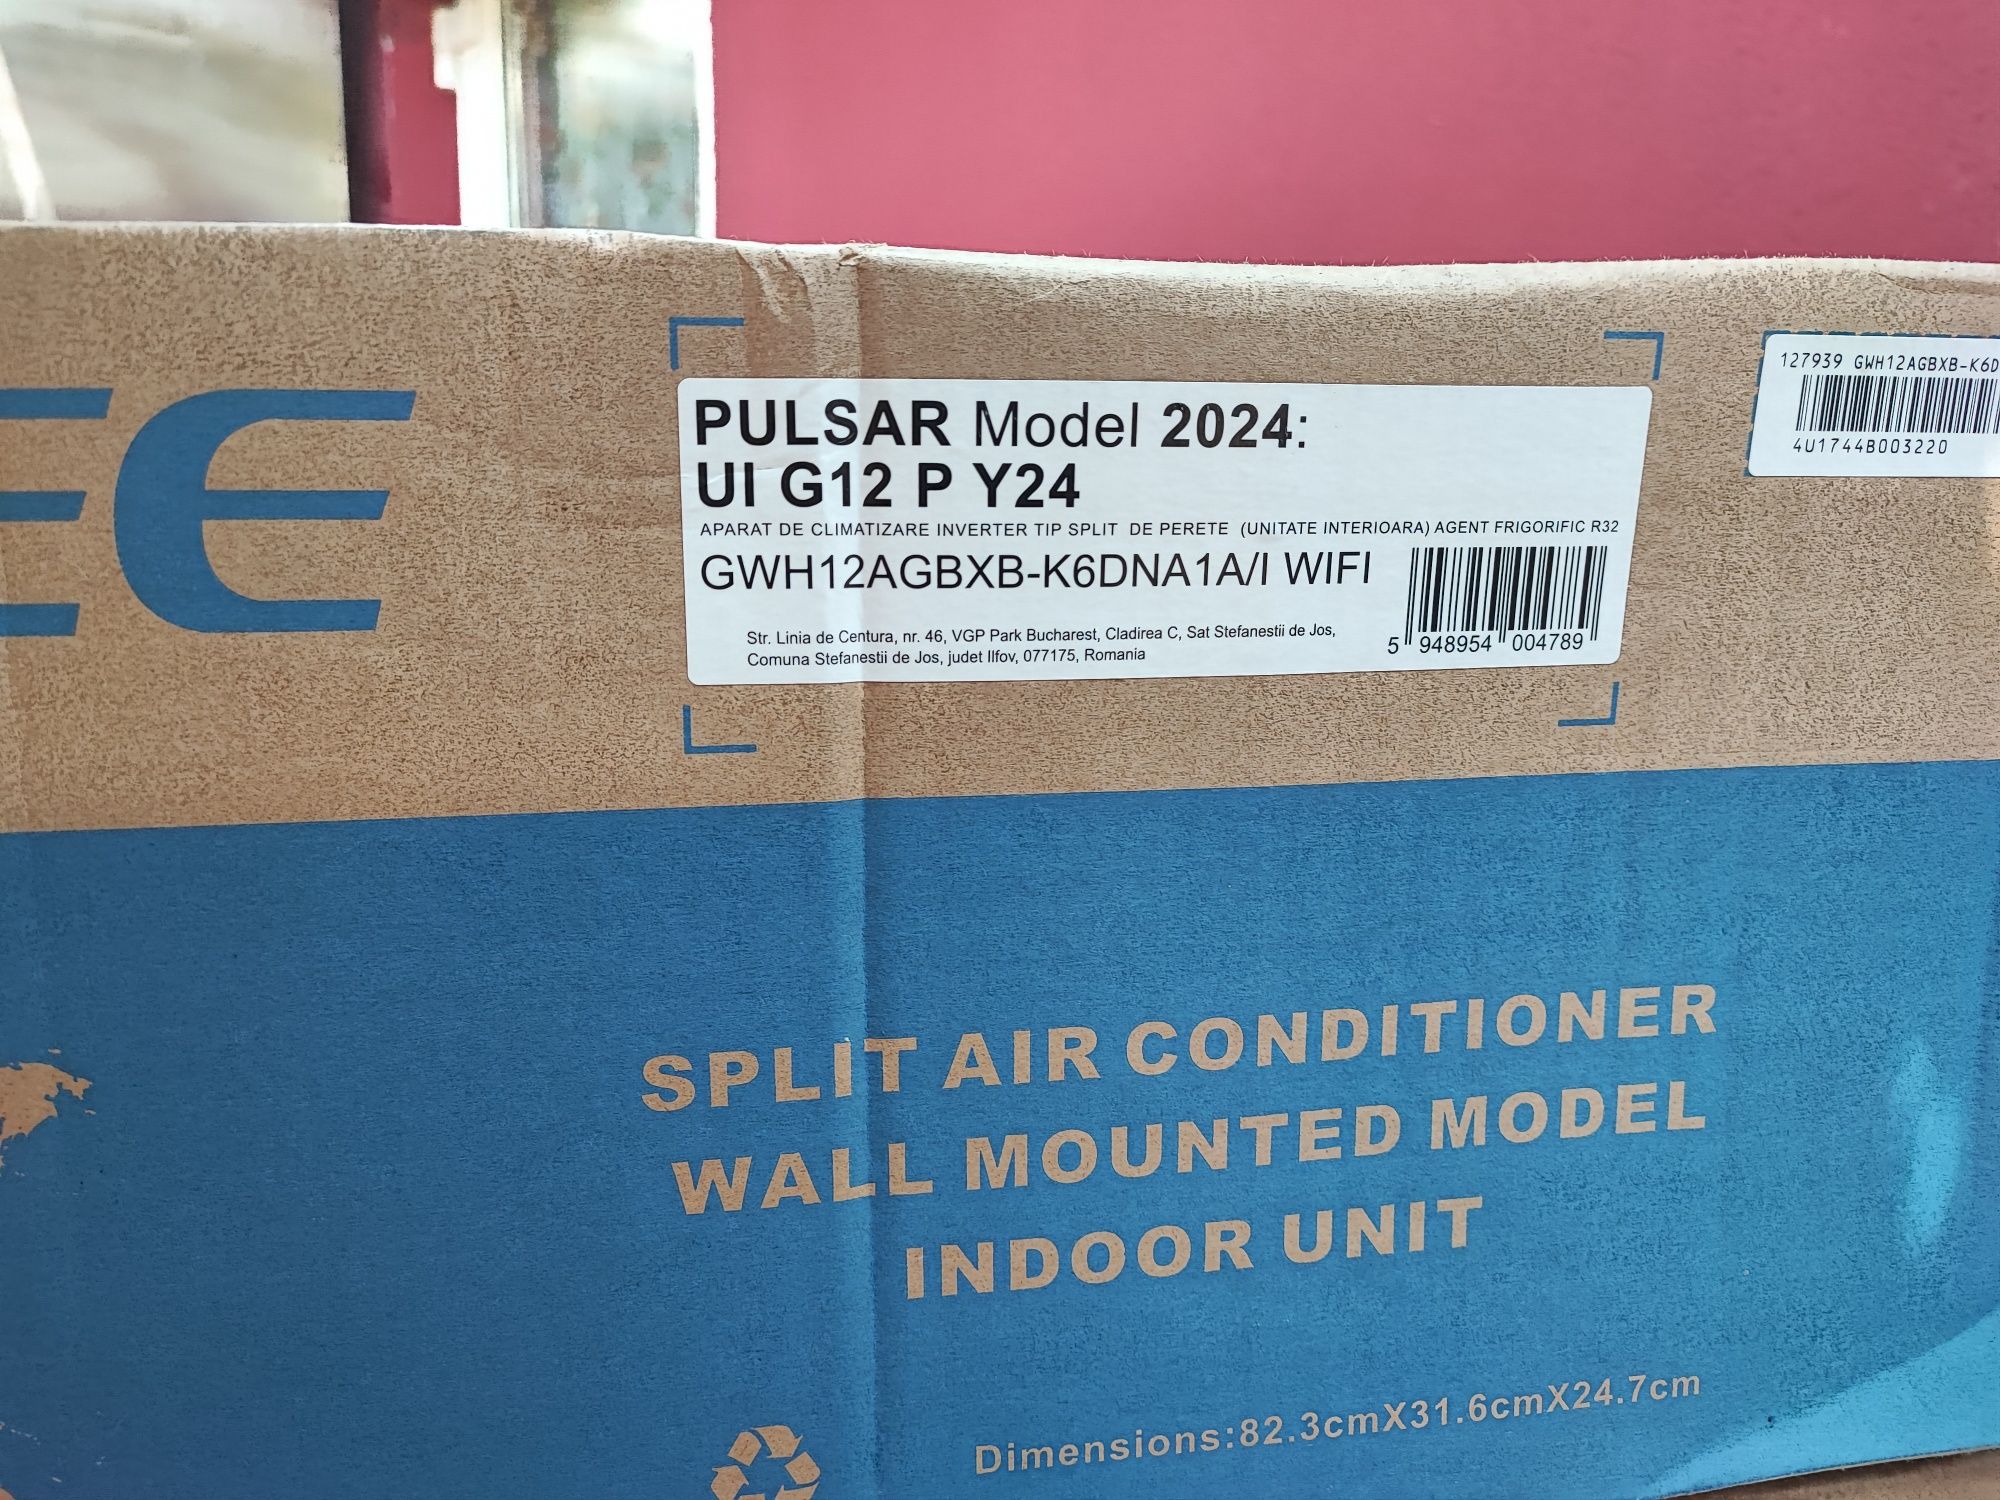 EE
PULSAR Model 2024:
UI G12 P Y24
APARAT DE CLIMATIZARE INVERTER TIP SPLIT DE PERETE (UNITATE INTERIOARA) AGENT FRIGORIFIC R32
GWH12AGBXB-K6DNA1A/I WIFI
Str. Linia de Centura, nr. 46, VGP Park Bucharest, Cladirea C, Sat Stefanestii de Jos,
Comuna Stefanestii de Jos, judet Ilfov, 077175, Romania
5 948954 004789
127939 GWH12AGBXB-K6D
4U1744B003220
SPLIT AIR CONDITIONER
WALL MOUNTED MODEL
INDOOR UNIT
Dimensions:82.3cmX31.6cmX24.7cm